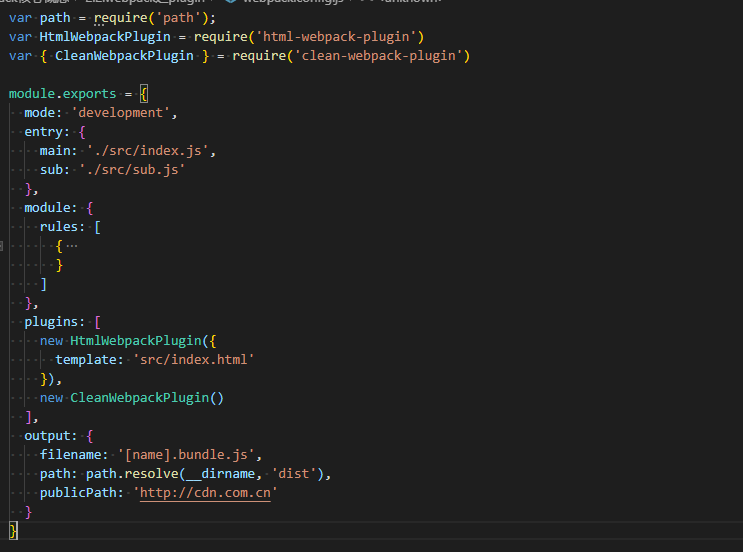 var path = require('path');
var HtmlWebpackPlugin = require('html-webpack-plugin')
var { CleanWebpackPlugin } = require('clean-webpack-plugin')
module.exports = {
  mode: 'development',
  entry: {
    main: './src/index.js',
    sub: './src/sub.js'
  },
  module: {
    rules: [
      { ⋯
      }
    ]
  },
  plugins: [
    new HtmlWebpackPlugin({
      template: 'src/index.html'
    }),
    new CleanWebpackPlugin()
  ],
  output: {
    filename: '[name].bundle.js',
    path: path.resolve(__dirname, 'dist'),
    publicPath: 'http://cdn.com.cn'
  }
}